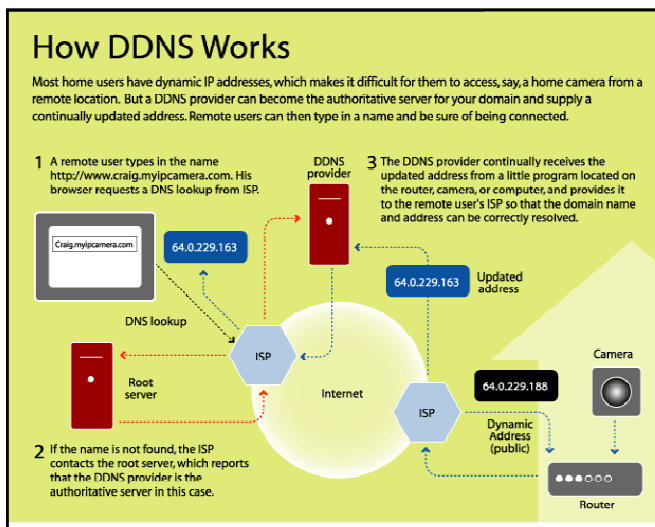 How DDNS Works
Most home users have dynamic IP addresses, which makes it difficult for them to access, say, a home camera from a
remote location. But a DDNS provider can become the authoritative server for your domain and supply a
continually updated address. Remote users can then type in a name and be sure of being connected.
1 A remote user types in the name
http://www.craig.myipcamera.com. His
browser requests a DNS lookup from ISP.
DDNS
provider
3 The DDNS provider continually receives the
updated address from a little program located on
the router, camera, or computer, and provides it
to the remote user's ISP so that the domain name
and address can be correctly resolved.
Craig.myipcamera.com
64.0.229.163
64.0.229.163
Updated
address
DNS lookup
ISP
Root
server
Internet
ISP
64.0.229.188
Camera
Dynamic
Address
(public)
2 If the name is not found, the ISP
contacts the root server, which reports
that the DDNS provider is the
authoritative server in this case.
Router